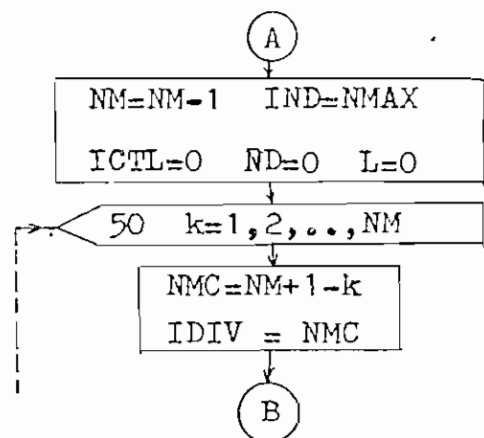 A
NM=NM-1 IND=NMAX
ICTL=0 ND=0 L=0
50 k=1,2,..,NM
NMC=NM+1-k
IDIV = NMC
B